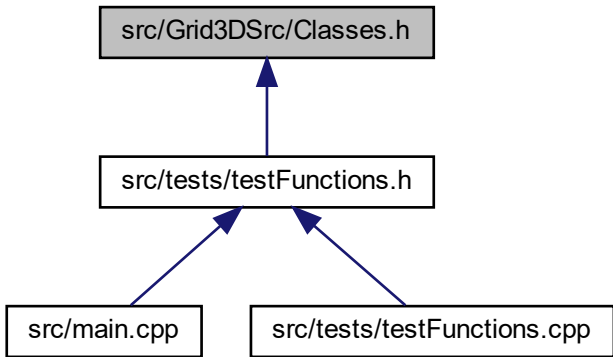 src/Grid3DSrc/Classes.h
src/tests/testFunctions.h
src/main.cpp
src/tests/testFunctions.cpp